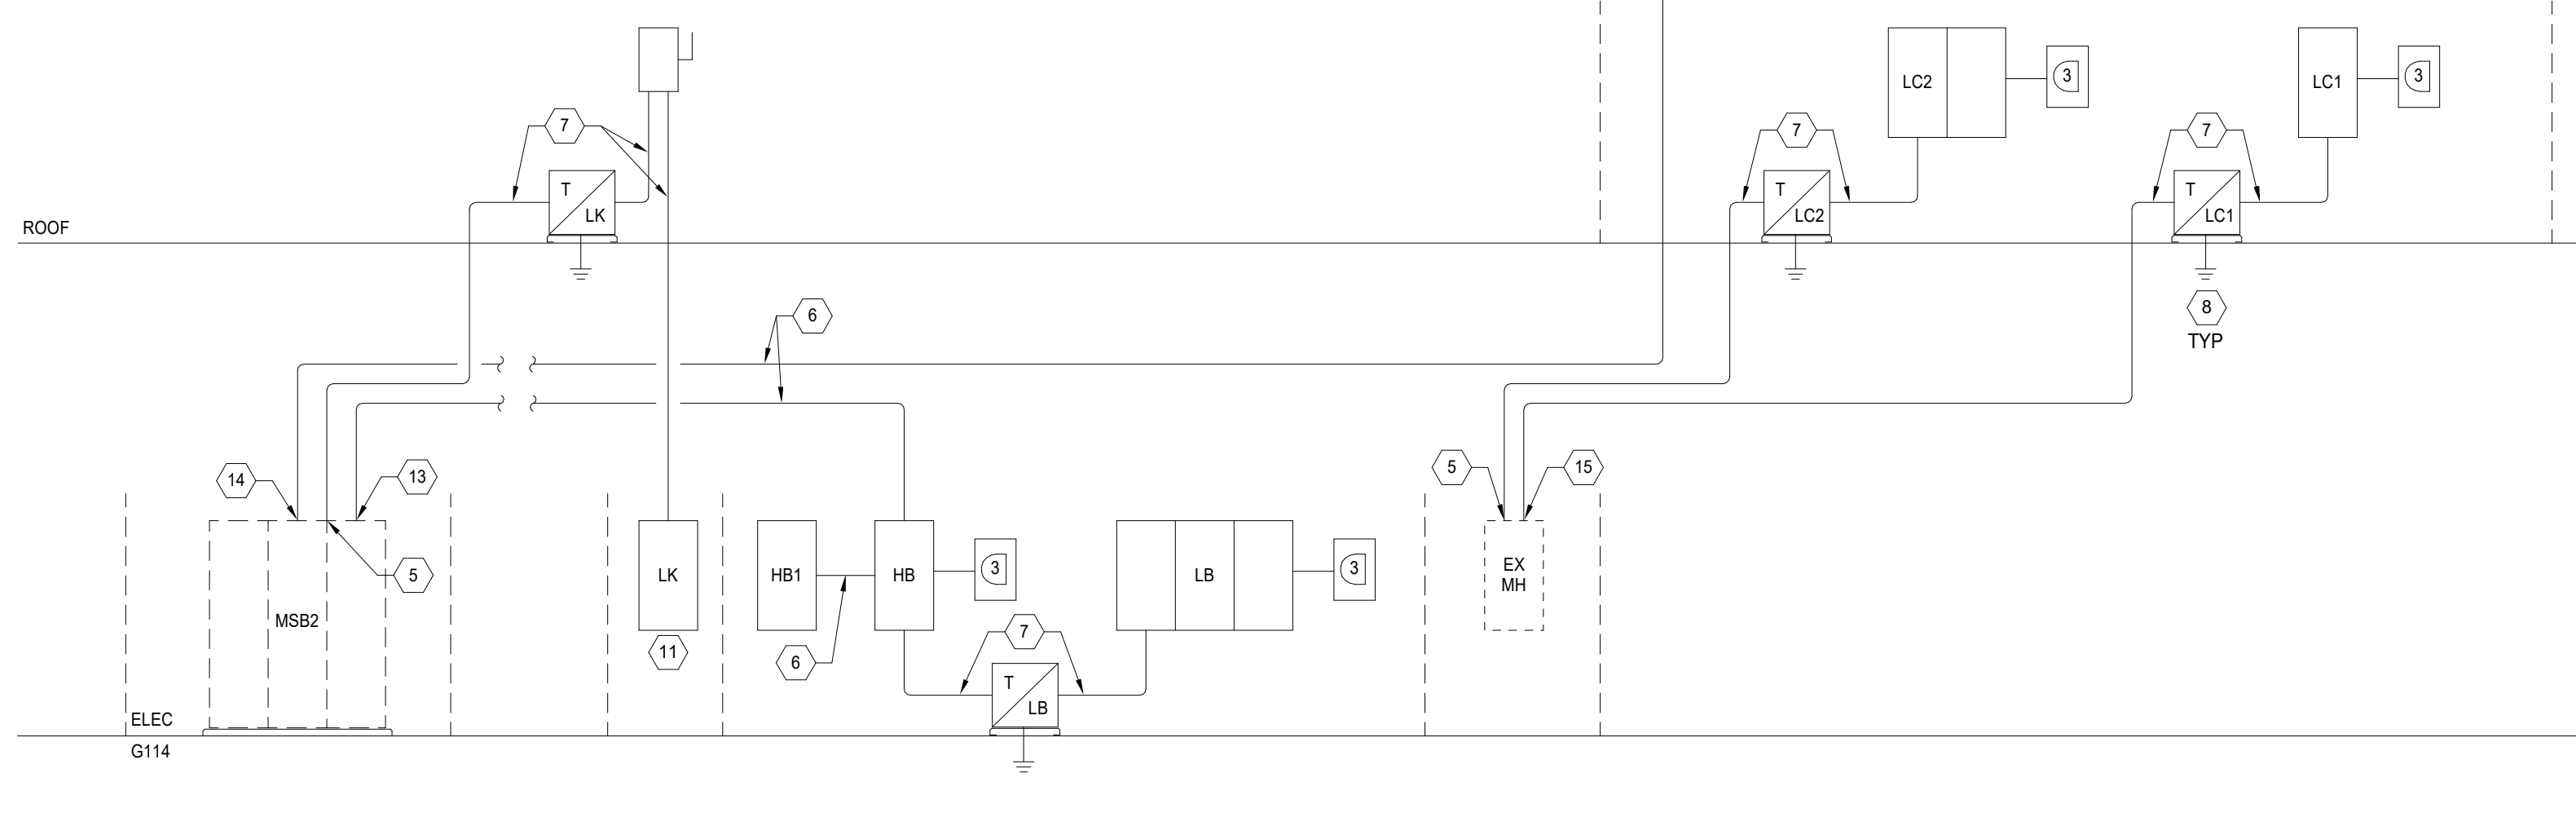 LC2
3
LC1
3
7
7
7
T
LK
T
LC2
T
LC1
ROOF
6
8
TYP
14
13
5
15
5
MSB2
LK
11
HB1
HB
3
LB
3
EX
MH
6
7
T
LB
ELEC
G114